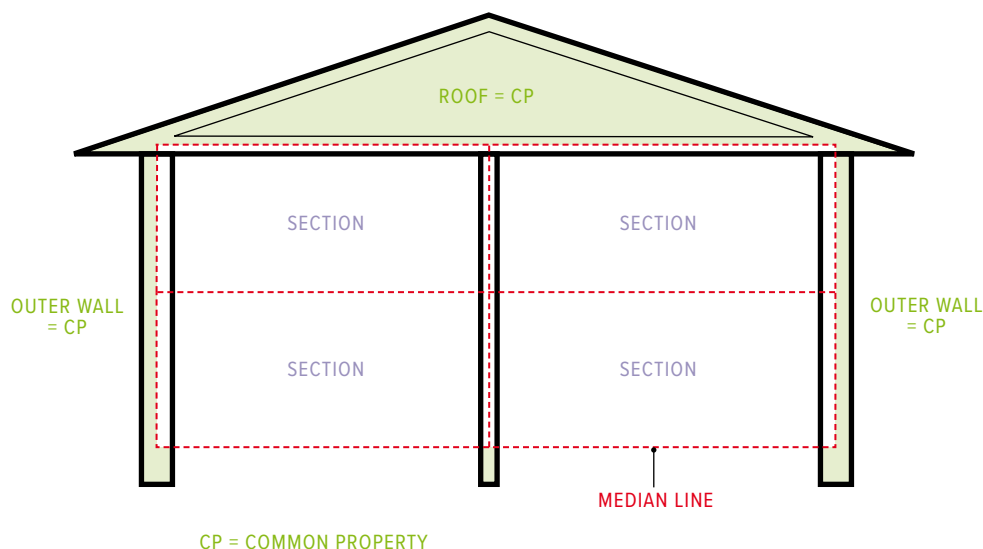 ROOF = CP
SECTION
SECTION
OUTER WALL
= CP
OUTER WALL
= CP
SECTION
SECTION
MEDIAN LINE
CP = COMMON PROPERTY